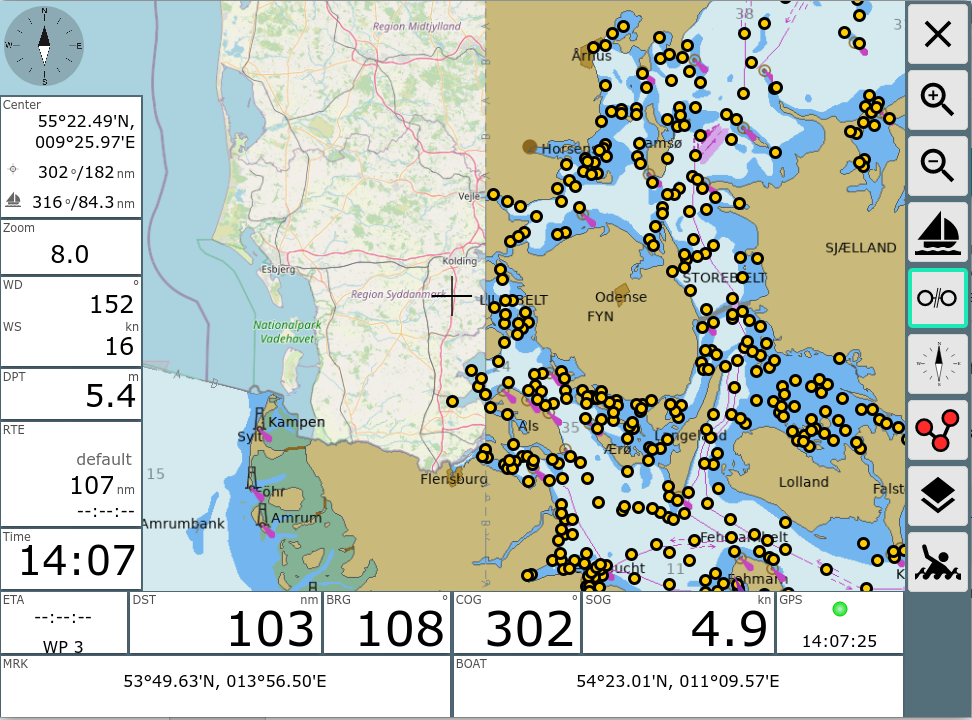 N
W
E
S
Center
55°22.49'N,
009°25.97'E
302°/182 nm
316°/84.3 nm
Zoom
8.0
WD °
152
WS kn
16
DPT m
5.4
RTE
default
107 nm
--:--:--
Time
14:07
ETA
--:--:--
WP 3
DST nm
103
BRG °
108
COG °
302
SOG kn
4.9
GPS
14:07:25
MRK
53°49.63'N, 013°56.50'E
BOAT
54°23.01'N, 011°09.57'E
Region Midtjylland
38
Århus
Horsens
Vejle
Kolding
Esbjerg
Region Syddanmark
Nationalpark
Vadehavet
SJÆLLAND
STOREBÆLT
Odense
FYN
Kampen
Sylt
Als
35
Ærø
Langeland
Flensburg
15
Föhr
Amrum
Amrumbank
Lolland
Falst
Fehmarnbelt
11
Fehmarn
K